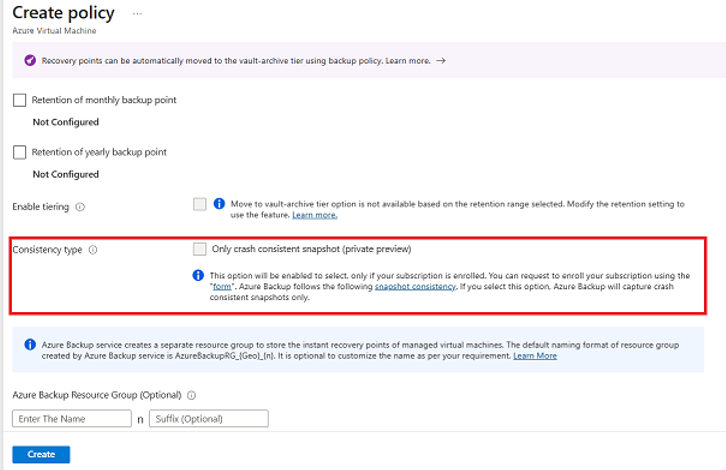 Create policy ...
Azure Virtual Machine
Recovery points can be automatically moved to the vault-archive tier using backup policy. Learn more. →
Retention of monthly backup point
Not Configured
Retention of yearly backup point
Not Configured
Enable tiering
Move to vault-archive tier option is not available based on the retention range selected. Modify the retention setting to
use the feature. Learn more.
Consistency type
Only crash consistent snapshot (private preview)
This option will be enabled to select, only if your subscription is enrolled. You can request to enroll your subscription using the
"form". Azure Backup follows the following snapshot consistency. If you select this option, Azure Backup will capture crash
consistent snapshots only.
Azure Backup service creates a separate resource group to store the instant recovery points of managed virtual machines. The default naming format of resource group
created by Azure Backup service is AzureBackupRG_{Geo}_{n}. It is optional to customize the name as per your requirement. Learn More
Azure Backup Resource Group (Optional)
Enter The Name n Suffix (Optional)
Create